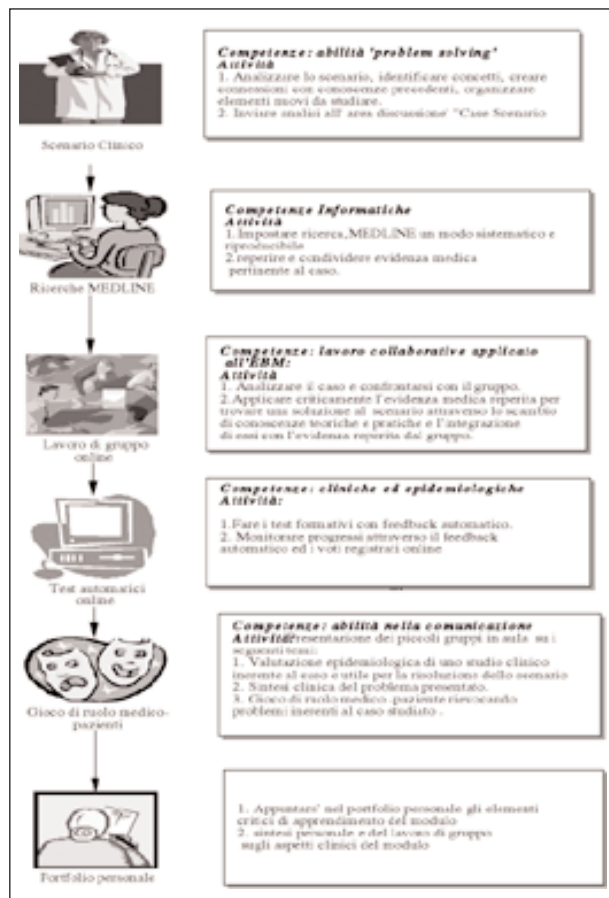 Competenze: abilità 'problem solving'
Attività
1. Analizzare lo scenario, identificare concetti, creare
connessioni con conoscenze precedenti, organizzare
elementi nuovi da studiare.
2. Inviare analisi all' area discussione' "Case Scenario
Scenario Clinico
Competenze Informatiche
Attività
1.Impostare ricerca,MEDLINE un modo sistematico e
riproducibile
2.reperire e condividere evidenza medica
pertinente al caso.
Ricerche MEDLINE
Competenze: lavoro collaborative applicato
all'EBM:
Attività
1. Analizzare il caso e confrontarsi con il gruppo.
2.Applicare criticamente l'evidenza medica reperita per
trovare una soluzione al scenario attraverso lo scambio
di conoscenze teoriche e pratiche e l'integrazione
di essi con l'evidenza reperita dal gruppo.
Lavoro di gruppo
online
Competenze: cliniche ed epidemiologiche
Attività:
1.Fare i test formativi con feedback automatico.
2. Monitorare progressi attraverso il feedback
automatico ed i voti registrati online
Test automatici
online
Competenze: abilità nella comunicazione
Attività:Presentazione dei piccoli gruppi in aula su i
seguenti temi:
1. Valutazione epidemiologica di uno studio clinico
inerente al caso e utile per la risoluzione dello scenario
2. Sintesi clinica del problema presentato.
3. Gioco di ruolo medico -paziente rievocando
problemi inerenti al caso studiato .
Gioco di ruolo medico-
pazienti
1. Appuntare' nel portfolio personale gli elementi
critici di apprendimento del modulo
2. sintesi personale e del lavoro di gruppo
sugli aspetti clinici del modulo
Portfolio personale